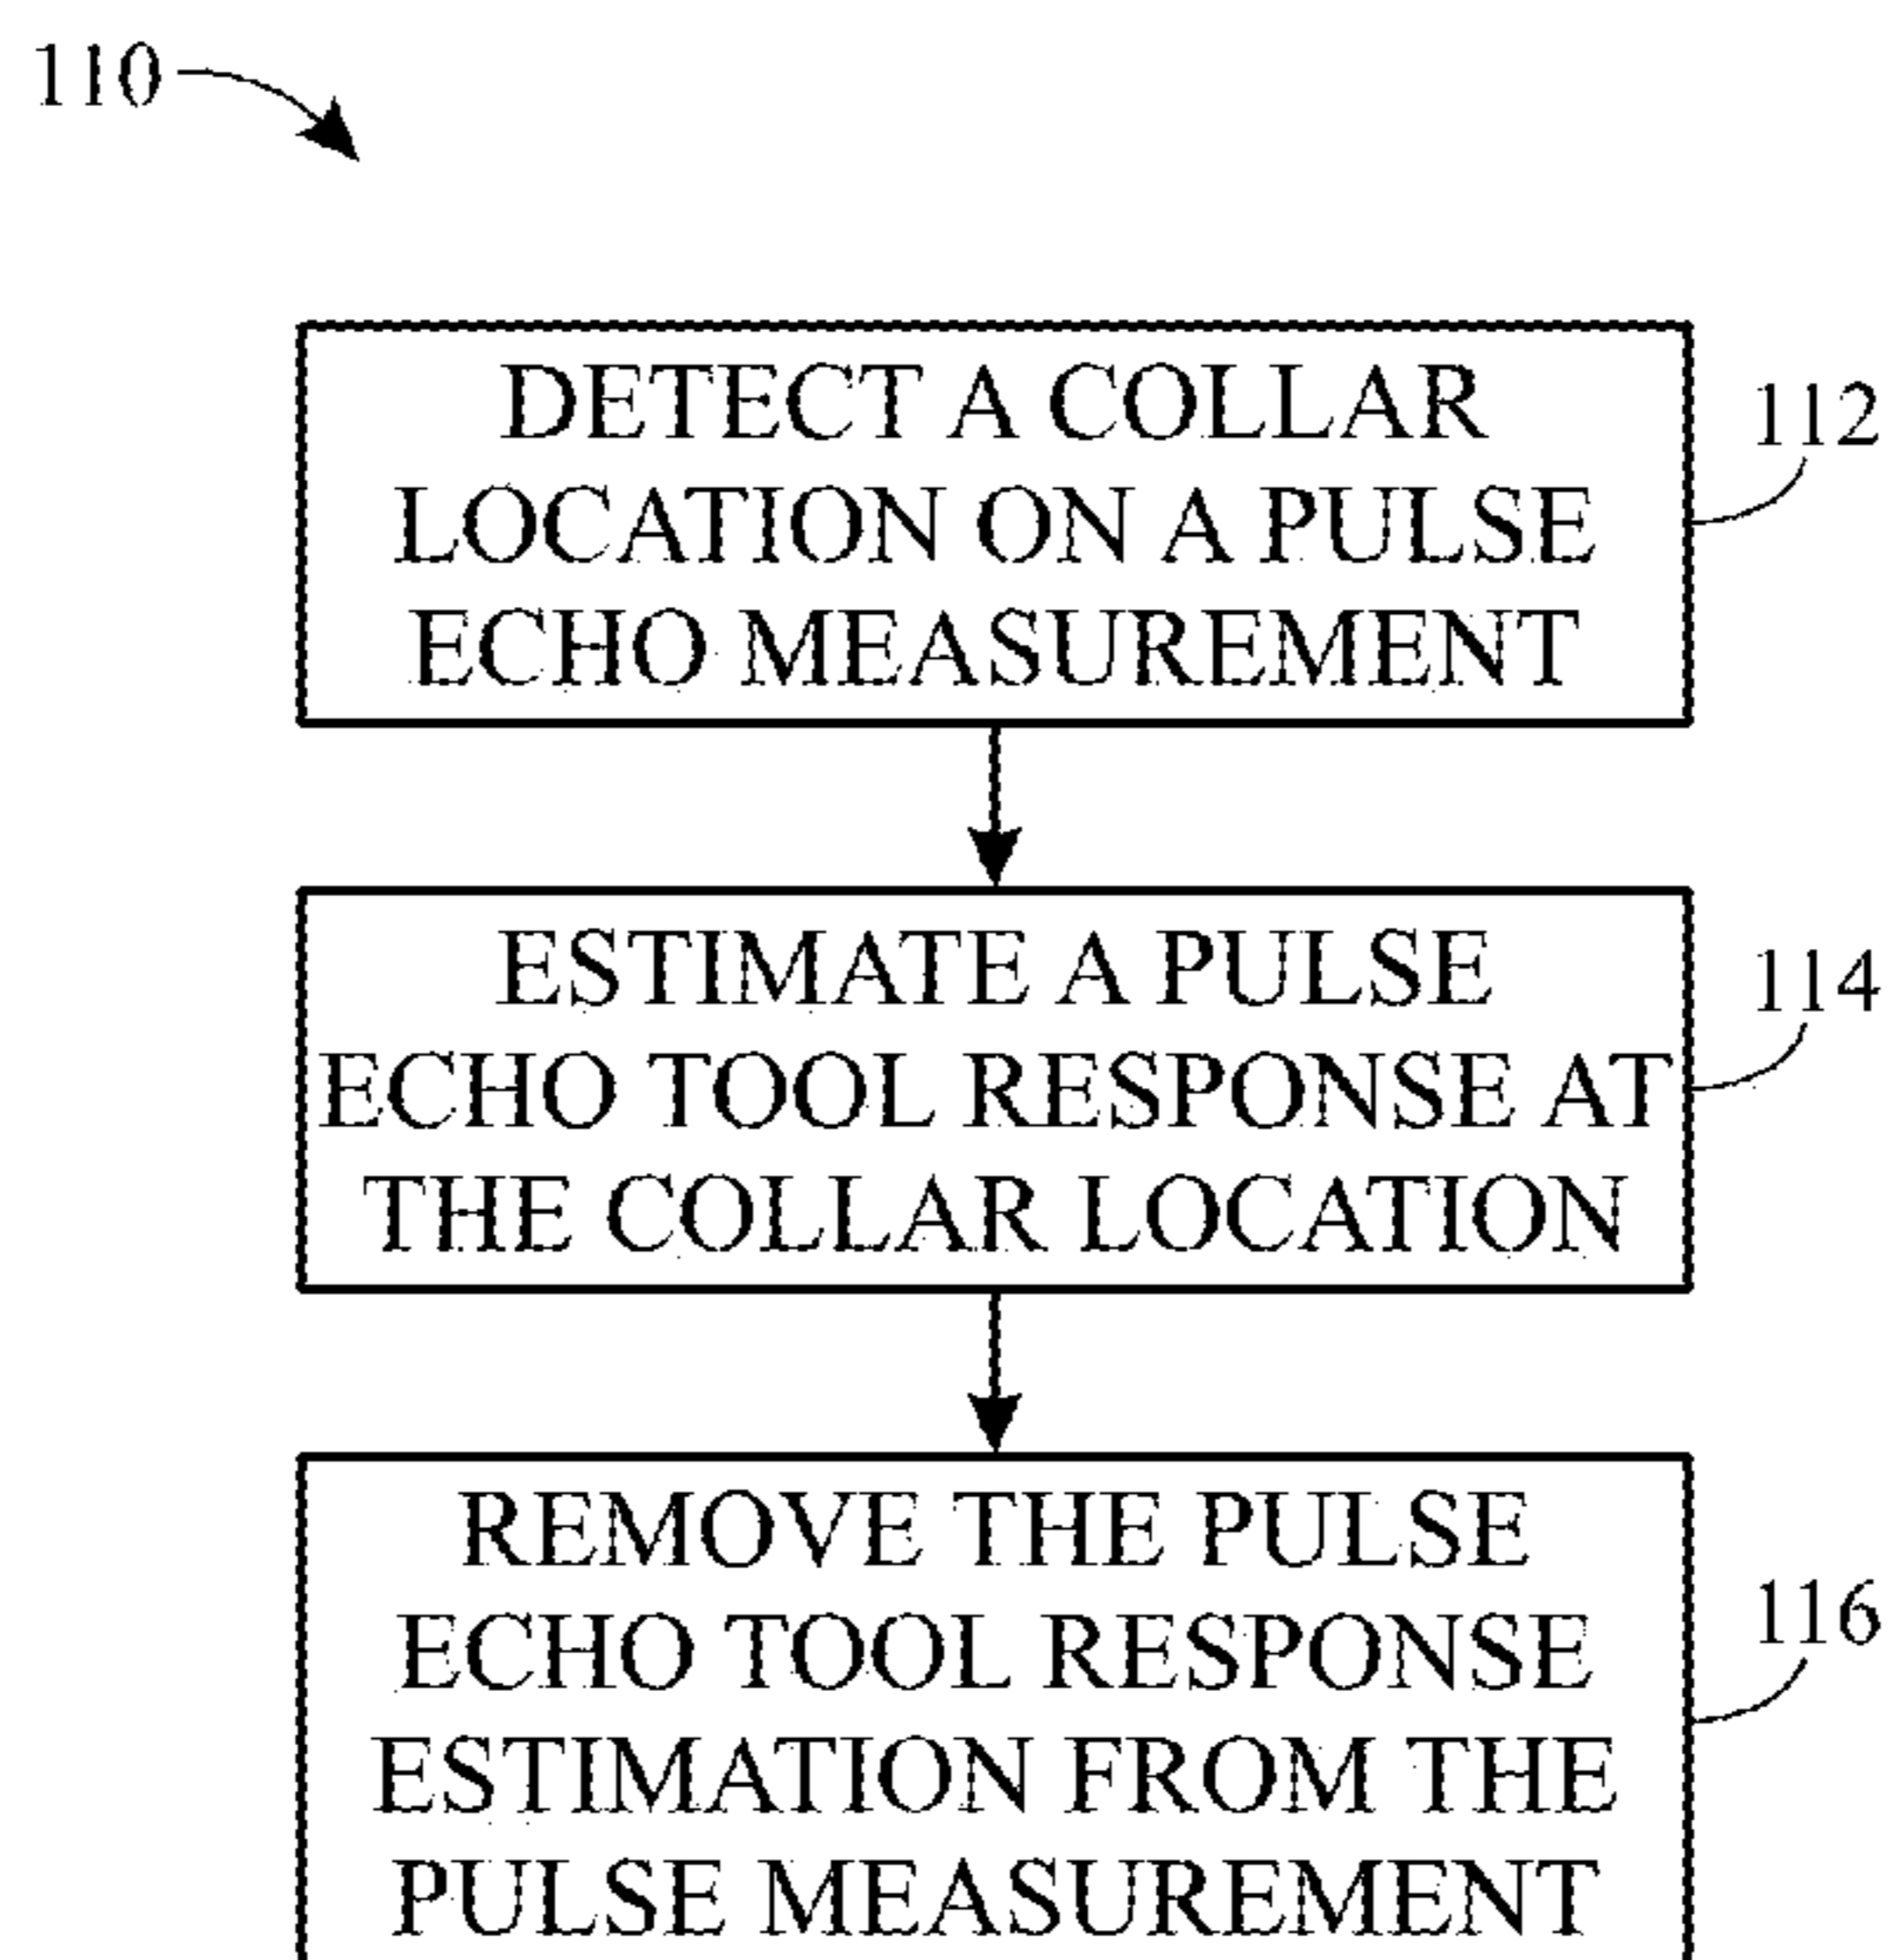 110
DETECT A COLLAR
LOCATION ON A PULSE
ECHO MEASUREMENT
112
ESTIMATE A PULSE
ECHO TOOL RESPONSE AT
THE COLLAR LOCATION
114
REMOVE THE PULSE
ECHO TOOL RESPONSE
ESTIMATION FROM THE
PULSE MEASUREMENT
116